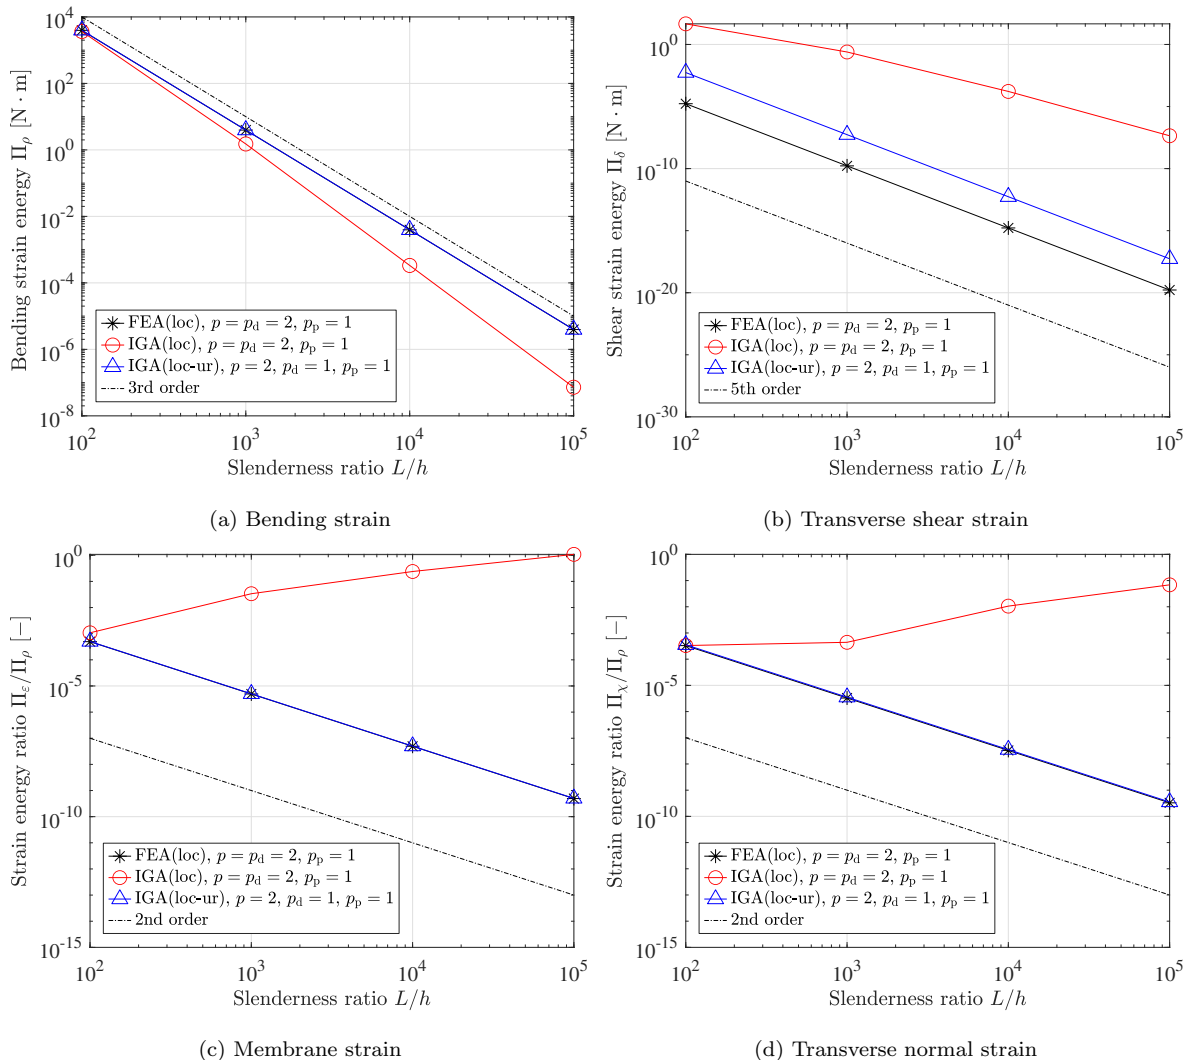 10^4
10^2
10^0
10^-2
10^-4
10^-6
10^-8
Bending strain energy Π_ρ [N · m]
FEA(loc), p = p_d = 2, p_p = 1
IGA(loc), p = p_d = 2, p_p = 1
IGA(loc-ur), p = 2, p_d = 1, p_p = 1
3rd order
10^2 10^3 10^4 10^5
Slenderness ratio L/h
(a) Bending strain
10^0
10^-10
10^-20
10^-30
Shear strain energy Π_δ [N · m]
FEA(loc), p = p_d = 2, p_p = 1
IGA(loc), p = p_d = 2, p_p = 1
IGA(loc-ur), p = 2, p_d = 1, p_p = 1
5th order
10^2 10^3 10^4 10^5
Slenderness ratio L/h
(b) Transverse shear strain
10^0
10^-5
10^-10
10^-15
Strain energy ratio Π_ε/Π_ρ [−]
FEA(loc), p = p_d = 2, p_p = 1
IGA(loc), p = p_d = 2, p_p = 1
IGA(loc-ur), p = 2, p_d = 1, p_p = 1
2nd order
10^2 10^3 10^4 10^5
Slenderness ratio L/h
(c) Membrane strain
10^0
10^-5
10^-10
10^-15
Strain energy ratio Π_χ/Π_ρ [−]
FEA(loc), p = p_d = 2, p_p = 1
IGA(loc), p = p_d = 2, p_p = 1
IGA(loc-ur), p = 2, p_d = 1, p_p = 1
2nd order
10^2 10^3 10^4 10^5
Slenderness ratio L/h
(d) Transverse normal strain